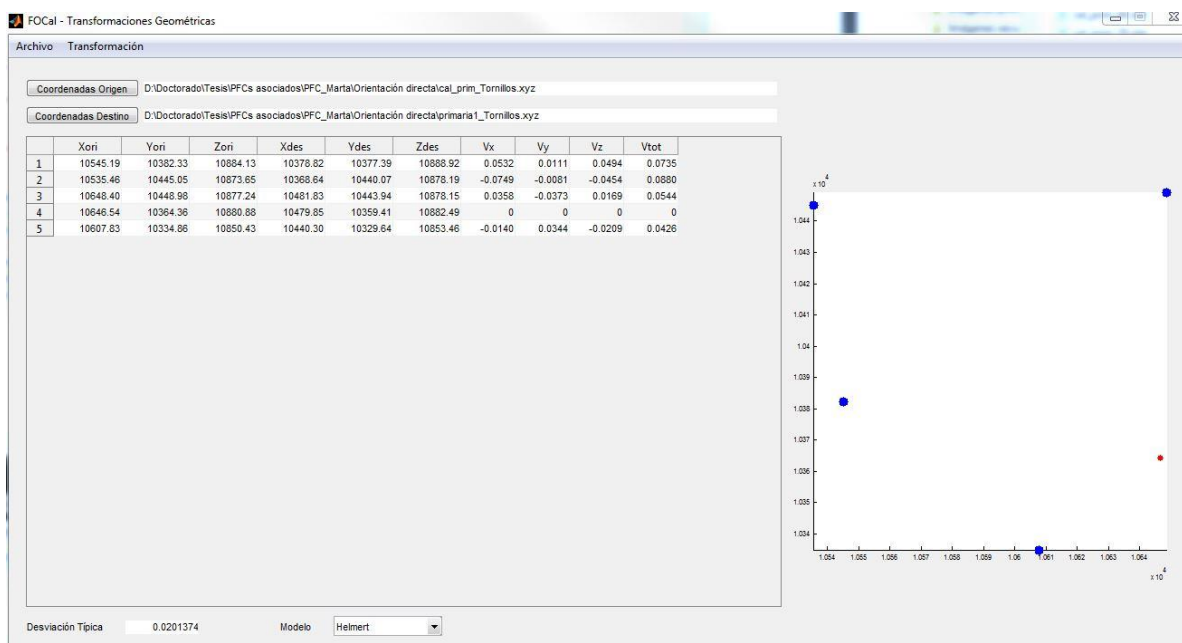 FOCal - Transformaciones Geométricas
Archivo Transformación
Coordenadas Origen D:\Doctorado\Tesis\PFCs asociados\PFC_Marta\Orientación directa\cal_prim_Tornillos.xyz
Coordenadas Destino D:\Doctorado\Tesis\PFCs asociados\PFC_Marta\Orientación directa\primaria1_Tornillos.xyz
Xori Yori Zori Xdes Ydes Zdes Vx Vy Vz Vtot
1 10545.19 10382.33 10884.13 10378.82 10377.39 10888.92 0.0532 0.0111 0.0494 0.0735
2 10535.46 10445.05 10873.65 10368.64 10440.07 10878.19 -0.0749 -0.0081 -0.0454 0.0880
3 10648.40 10448.98 10877.24 10481.83 10443.94 10878.15 0.0358 -0.0373 0.0169 0.0544
4 10646.54 10364.36 10880.88 10479.85 10359.41 10882.49 0 0 0 0
5 10607.83 10334.86 10850.43 10440.30 10329.64 10853.46 -0.0140 0.0344 -0.0209 0.0426
x 10 4
1.044
1.043
1.042
1.041
1.04
1.039
1.038
1.037
1.036
1.035
1.034
1.054 1.055 1.056 1.057 1.058 1.059 1.06 1.061 1.062 1.063 1.064
x 10 4
Desviación Típica 0.0201374 Modelo Helmert